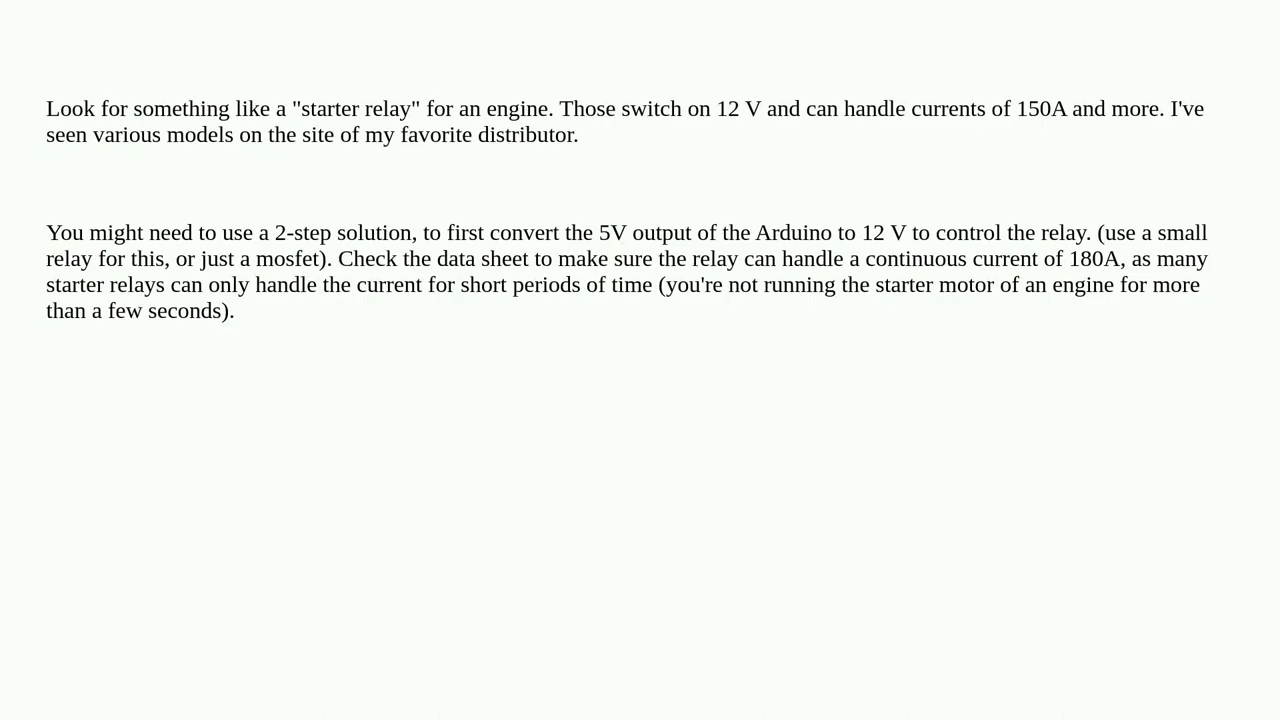 Look for something like a "starter relay" for an engine. Those switch on 12 V and can handle currents of 150A and more. I've
seen various models on the site of my favorite distributor.
You might need to use a 2-step solution, to first convert the 5V output of the Arduino to 12 V to control the relay. (use a small
relay for this, or just a mosfet). Check the data sheet to make sure the relay can handle a continuous current of 180A, as many
starter relays can only handle the current for short periods of time (you're not running the starter motor of an engine for more
than a few seconds).